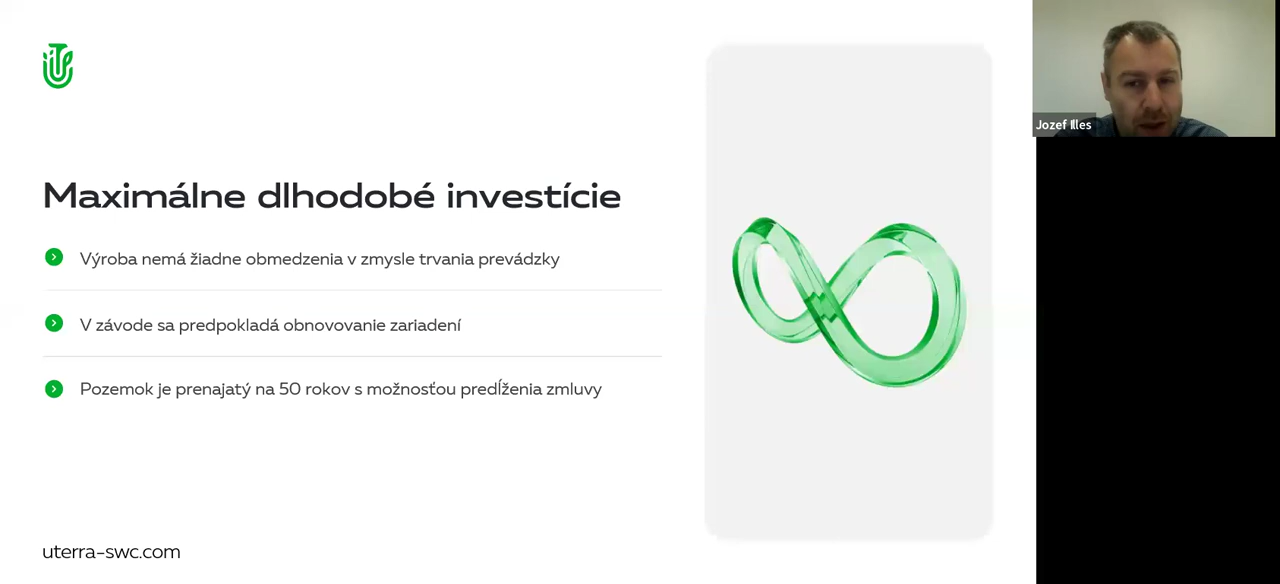 Maximálne dlhodobé investície
Výroba nemá žiadne obmedzenia v zmysle trvania prevádzky
V závode sa predpokladá obnovovanie zariadení
Pozemok je prenajatý na 50 rokov s možnosťou predĺženia zmluvy
uterra-swc.com
Jozef Illes